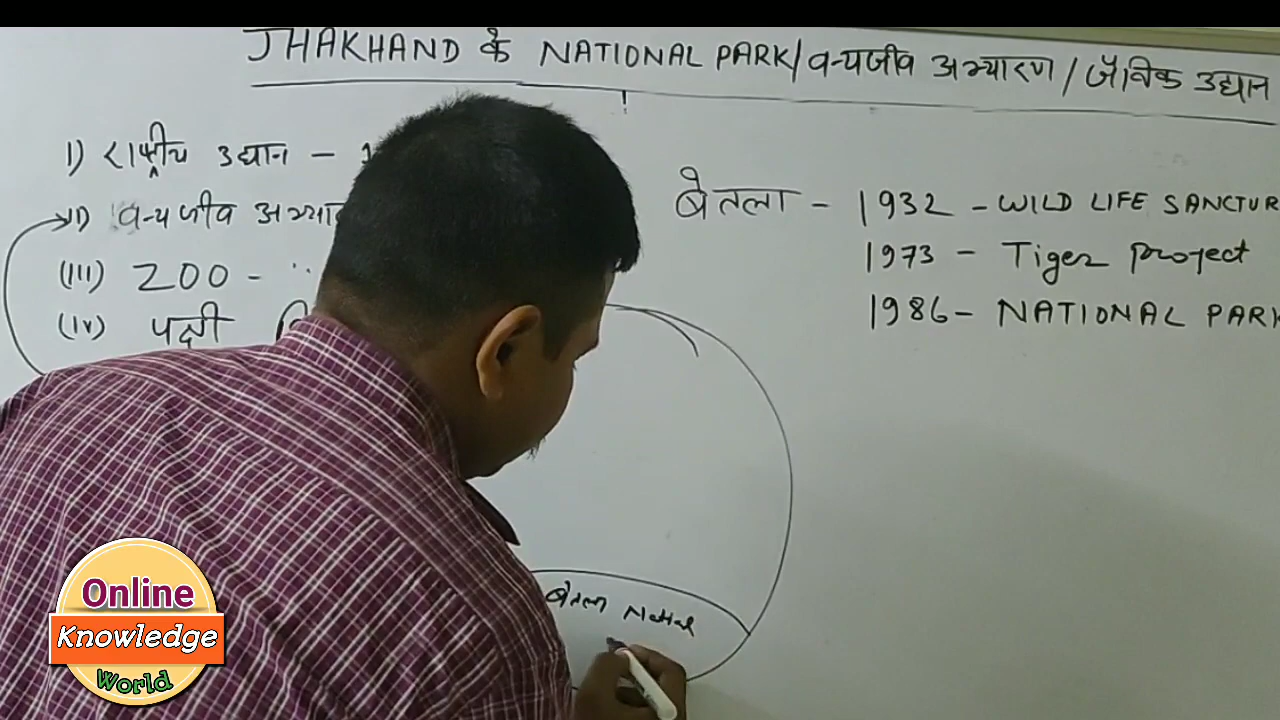 JHAKHAND के NATIONAL PARK/वन्यजीव अभ्यारण/जैविक उद्यान
I) राष्ट्रीय उद्यान - 1
II) वन्यजीव
(III) ZOO -
(IV) पक्षी
बेतला - 1932 - WILD LIFE SANCTUR
1973 - Tiger project
1986 - NATIONAL PARK
बेतला
Online
Knowledge
World